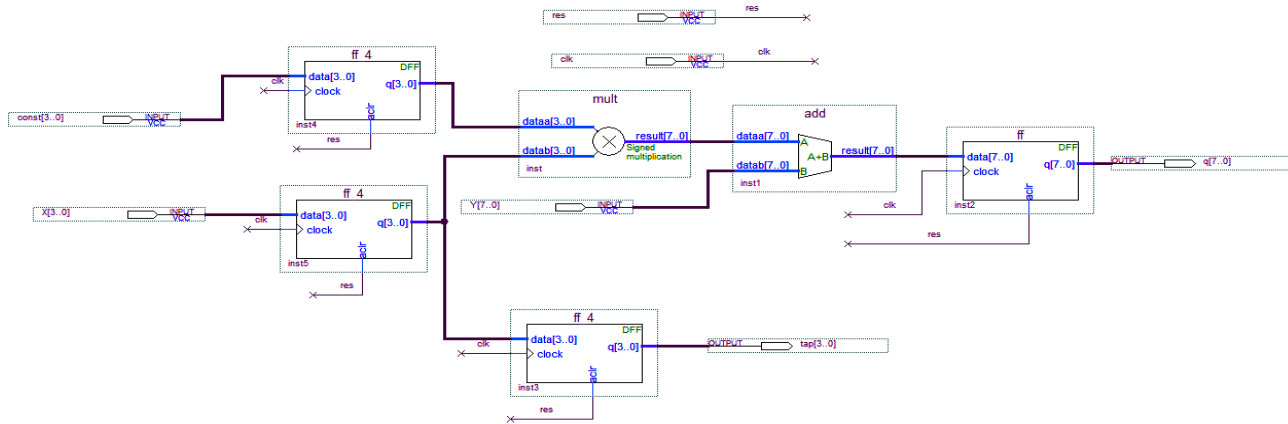 res INPUT VCC res
clk INPUT VCC clk
ff_4
DFF
data[3..0]
q[3..0]
clk
clock
aclr
inst4
res
const[3..0] INPUT VCC
mult
dataa[3..0]
result[7..0]
datab[3..0]
Signed
multiplication
inst
add
dataa[7..0]
A
A+B
result[7..0]
datab[7..0]
B
inst1
ff
DFF
data[7..0]
q[7..0]
clock
aclr
inst2
clk
res
OUTPUT q[7..0]
ff_4
DFF
X[3..0] INPUT VCC
data[3..0]
q[3..0]
clk
clock
aclr
inst5
res
Y[7..0] INPUT VCC
ff_4
DFF
data[3..0]
q[3..0]
clk
clock
aclr
inst3
res
OUTPUT tap[3..0]